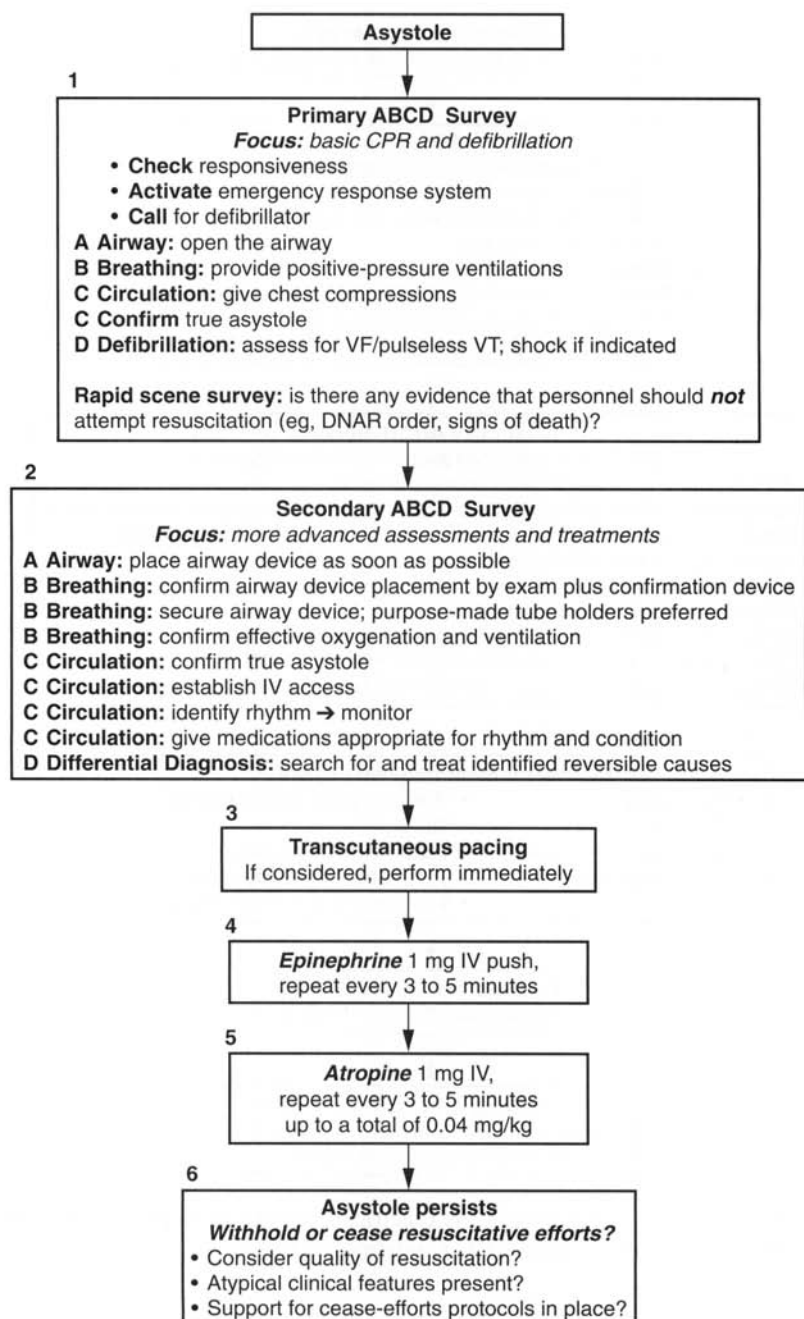 Asystole
1
Primary ABCD Survey
Focus: basic CPR and defibrillation
• Check responsiveness
• Activate emergency response system
• Call for defibrillator
A Airway: open the airway
B Breathing: provide positive-pressure ventilations
C Circulation: give chest compressions
C Confirm true asystole
D Defibrillation: assess for VF/pulseless VT; shock if indicated
Rapid scene survey: is there any evidence that personnel should not
attempt resuscitation (eg, DNAR order, signs of death)?
2
Secondary ABCD Survey
Focus: more advanced assessments and treatments
A Airway: place airway device as soon as possible
B Breathing: confirm airway device placement by exam plus confirmation device
B Breathing: secure airway device; purpose-made tube holders preferred
B Breathing: confirm effective oxygenation and ventilation
C Circulation: confirm true asystole
C Circulation: establish IV access
C Circulation: identify rhythm ➔ monitor
C Circulation: give medications appropriate for rhythm and condition
D Differential Diagnosis: search for and treat identified reversible causes
3
Transcutaneous pacing
If considered, perform immediately
4
Epinephrine 1 mg IV push,
repeat every 3 to 5 minutes
5
Atropine 1 mg IV,
repeat every 3 to 5 minutes
up to a total of 0.04 mg/kg
6
Asystole persists
Withhold or cease resuscitative efforts?
• Consider quality of resuscitation?
• Atypical clinical features present?
• Support for cease-efforts protocols in place?